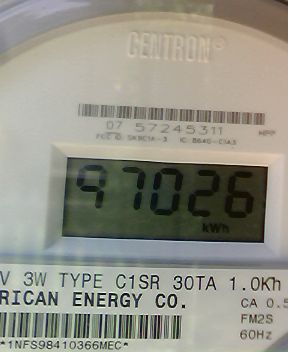 CENTRON
07 57245311
97026
kWh
V 3W TYPE C1SR 30TA 1.0Kh
RICAN ENERGY CO.
CA 0.5
FM2S
60Hz
*1NFS98410366MEC*